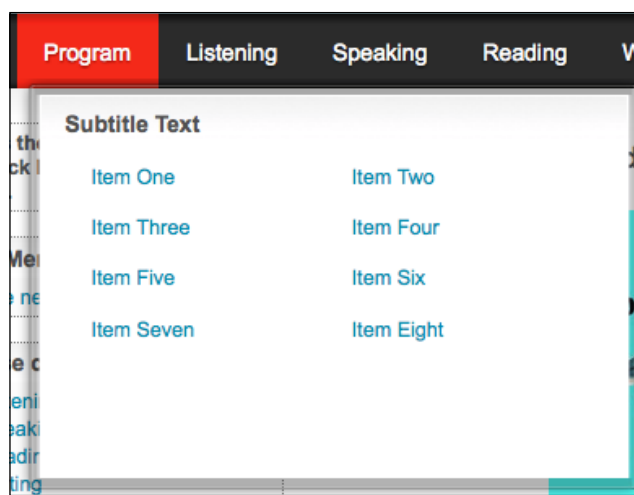 Program Listening Speaking Reading
Subtitle Text
Item One Item Two
Item Three Item Four
Item Five Item Six
Item Seven Item Eight